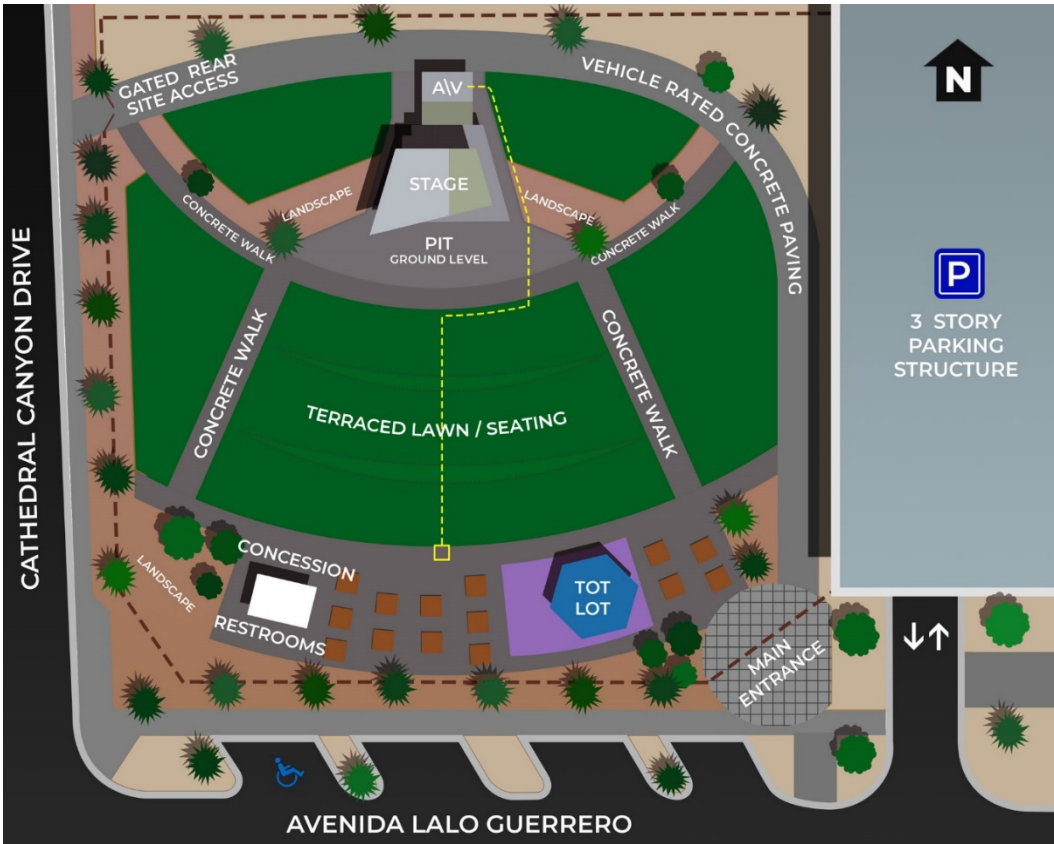 GATED REAR
SITE ACCESS
A\V
VEHICLE RATED CONCRETE PAVING
N
STAGE
LANDSCAPE
LANDSCAPE
CONCRETE WALK
CONCRETE WALK
PIT
GROUND LEVEL
P
3 STORY
PARKING
STRUCTURE
CATHEDRAL CANYON DRIVE
CONCRETE WALK
CONCRETE WALK
TERRACED LAWN / SEATING
LANDSCAPE
CONCESSION
RESTROOMS
TOT
LOT
MAIN
ENTRANCE
AVENIDA LALO GUERRERO